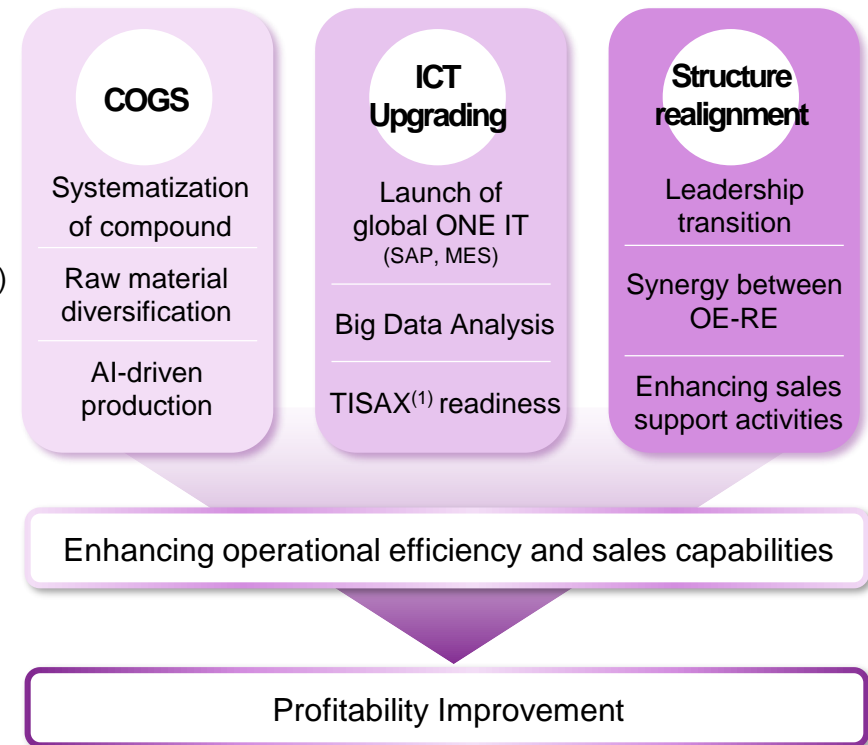 COGS
Systematization
of compound
)
Raw material
diversification
AI-driven
production
ICT
Upgrading
Launch of
global ONE IT
(SAP, MES)
Big Data Analysis
TISAX(1) readiness
Structure
realignment
Leadership
transition
Synergy between
OE-RE
Enhancing sales
support activities
Enhancing operational efficiency and sales capabilities
Profitability Improvement